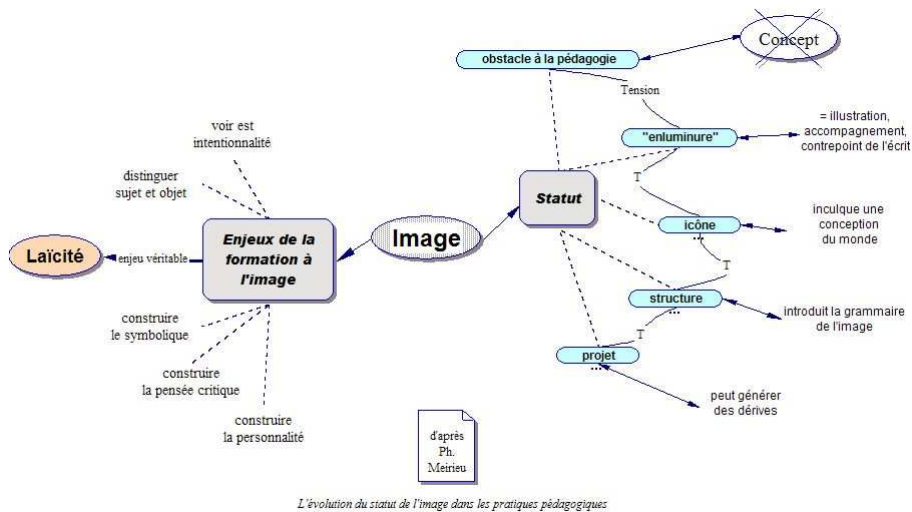 Concept
obstacle à la pédagogie
Tension
"enluminure"
= illustration,
accompagnement,
contrepoint de l'écrit
T
voir est
intentionnalité
distinguer
sujet et objet
Statut
icône
...
inculque une
conception
du monde
Image
Enjeux de la
formation à
l'image
enjeu véritable
Laïcité
T
structure
...
introduit la grammaire
de l'image
construire
le symbolique
T
projet
...
construire
la pensée critique
peut générer
des dérives
construire
la personnalité
d'après
Ph.
Meirieu
L'évolution du statut de l'image dans les pratiques pédagogiques